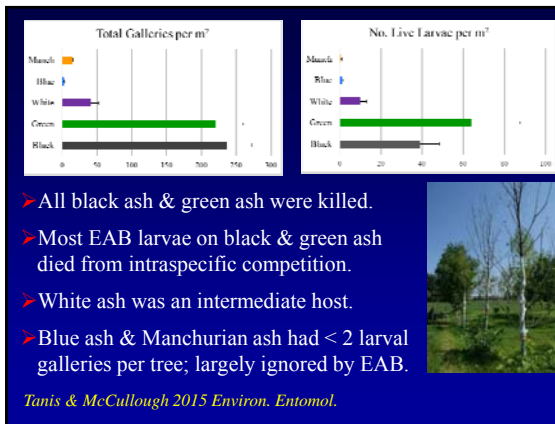 Total Galleries per m²
Manch
Blue
White
Green
Black
0 50 100 150 200 250 300
No. Live Larvae per m²
Manch
Blue
White
Green
Black
0 20 40 60 80 100
➢All black ash & green ash were killed.
➢Most EAB larvae on black & green ash
died from intraspecific competition.
➢White ash was an intermediate host.
➢Blue ash & Manchurian ash had < 2 larval
galleries per tree; largely ignored by EAB.
Tanis & McCullough 2015 Environ. Entomol.